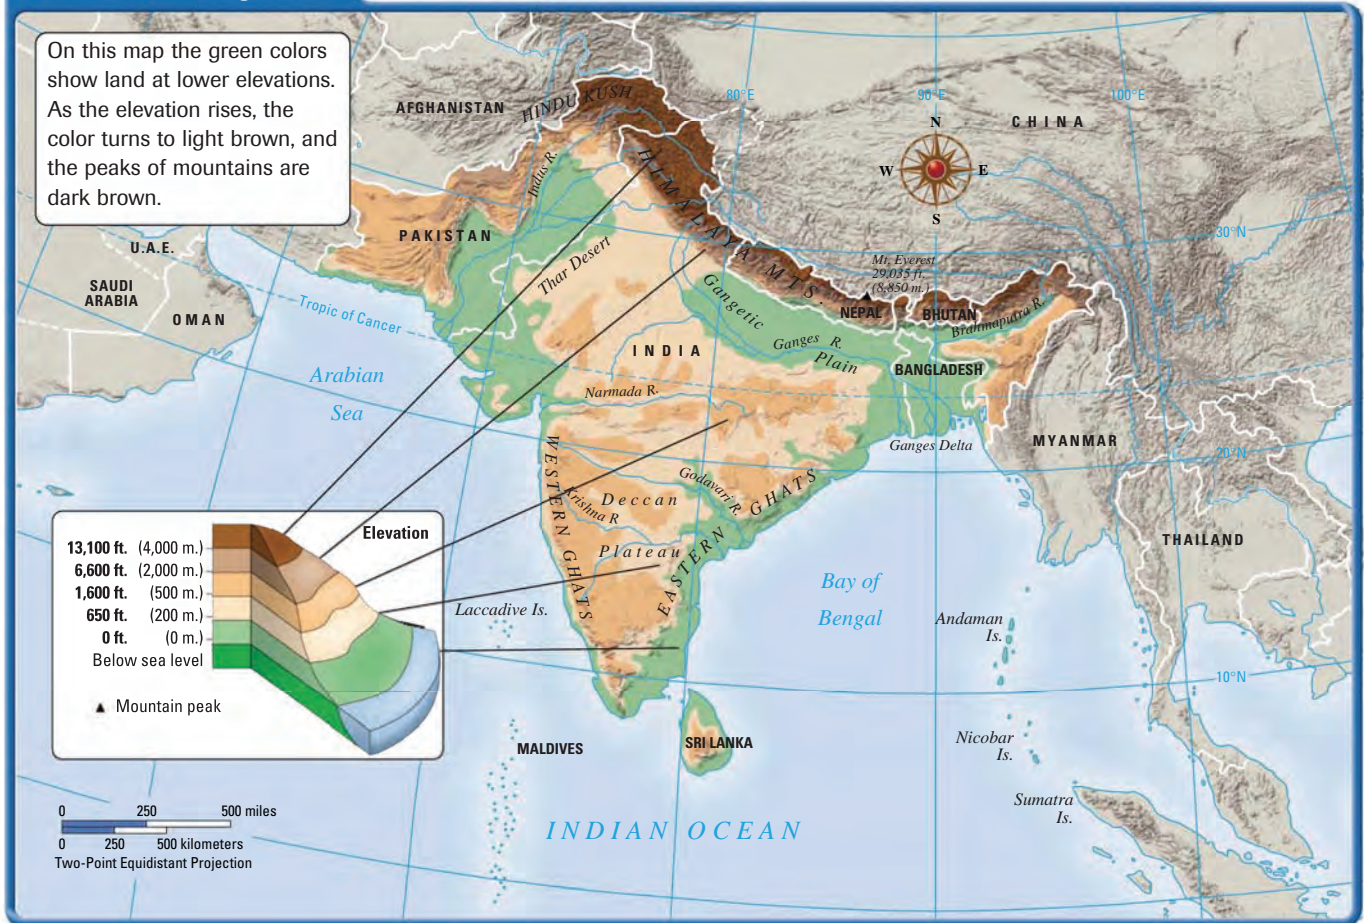 On this map the green colors
show land at lower elevations.
As the elevation rises, the
color turns to light brown, and
the peaks of mountains are
dark brown.
AFGHANISTAN
HINDU KUSH
80°E
90°E
100°E
CHINA
N
W
E
S
Indus R.
HIMALAYA MTS.
PAKISTAN
Thar Desert
30°N
Mt. Everest
29,035 ft.
(8,850 m.)
U.A.E.
SAUDI
ARABIA
OMAN
Tropic of Cancer
Gangetic
Plain
NEPAL
BHUTAN
Brahmaputra R.
Ganges R.
INDIA
BANGLADESH
Arabian
Sea
Narmada R.
Ganges Delta
MYANMAR
20°N
WESTERN GHATS
Godavari R.
EASTERN GHATS
Krishna R
Deccan
Plateau
THAILAND
Bay of
Bengal
Laccadive Is.
Andaman
Is.
10°N
Elevation
13,100 ft. (4,000 m.)
6,600 ft. (2,000 m.)
1,600 ft. (500 m.)
650 ft. (200 m.)
0 ft. (0 m.)
Below sea level
Mountain peak
MALDIVES
SRI LANKA
Nicobar
Is.
Sumatra
Is.
INDIAN OCEAN
0 250 500 miles
0 250 500 kilometers
Two-Point Equidistant Projection